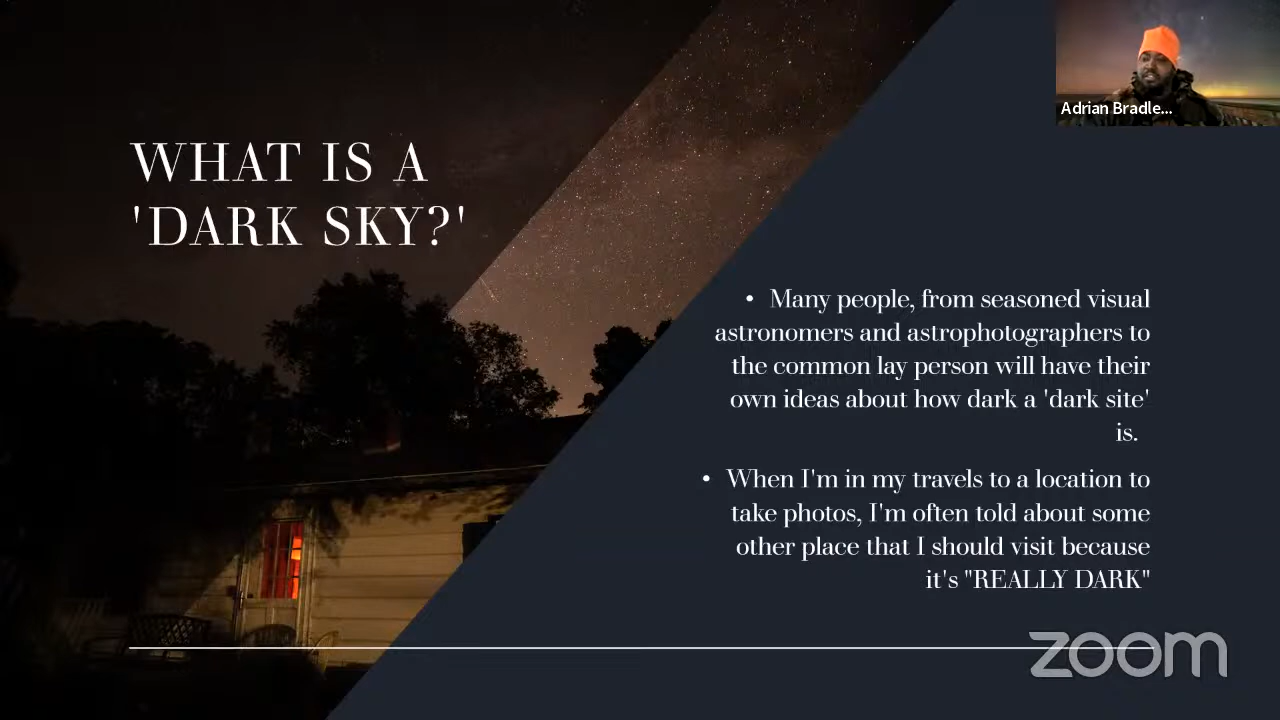 Adrian Bradle...
WHAT IS A
'DARK SKY?'
• Many people, from seasoned visual
astronomers and astrophotographers to
the common lay person will have their
own ideas about how dark a 'dark site'
is.
• When I'm in my travels to a location to
take photos, I'm often told about some
other place that I should visit because
it's "REALLY DARK"
zoom